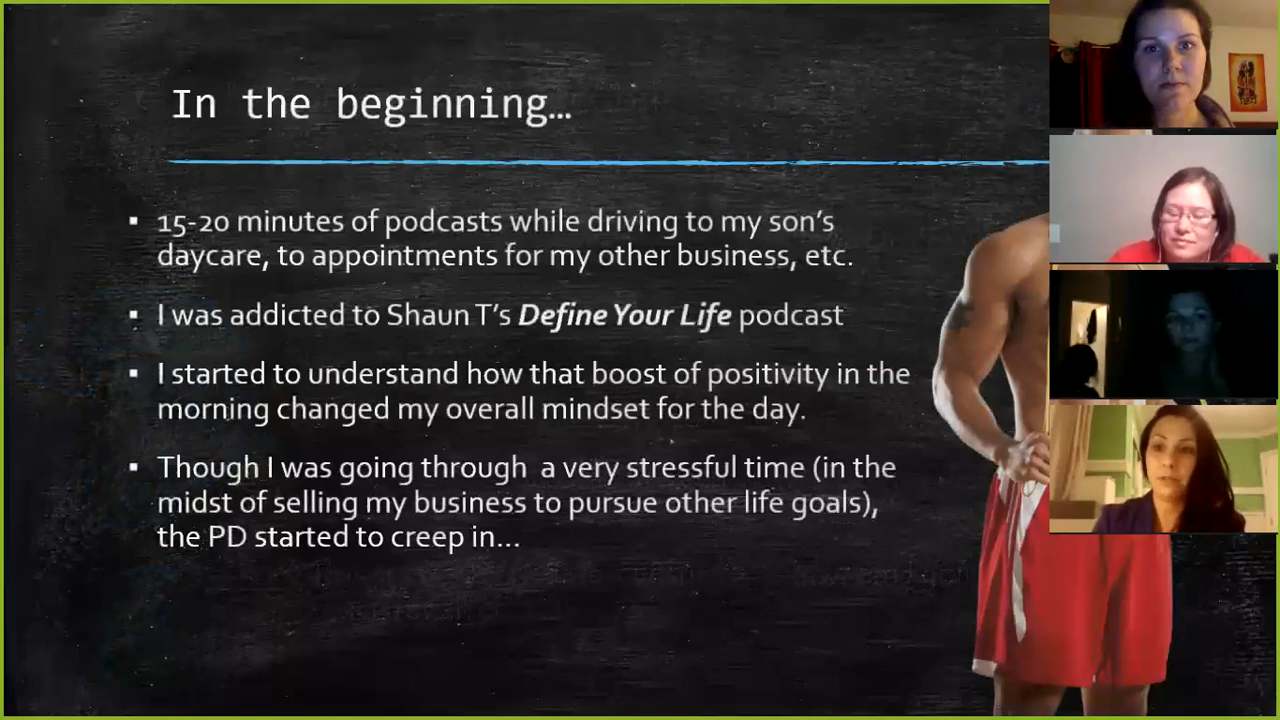 In the beginning…
15-20 minutes of podcasts while driving to my son's
daycare, to appointments for my other business, etc.
I was addicted to Shaun T's Define Your Life podcast
I started to understand how that boost of positivity in the
morning changed my overall mindset for the day.
Though I was going through a very stressful time (in the
midst of selling my business to pursue other life goals),
the PD started to creep in…